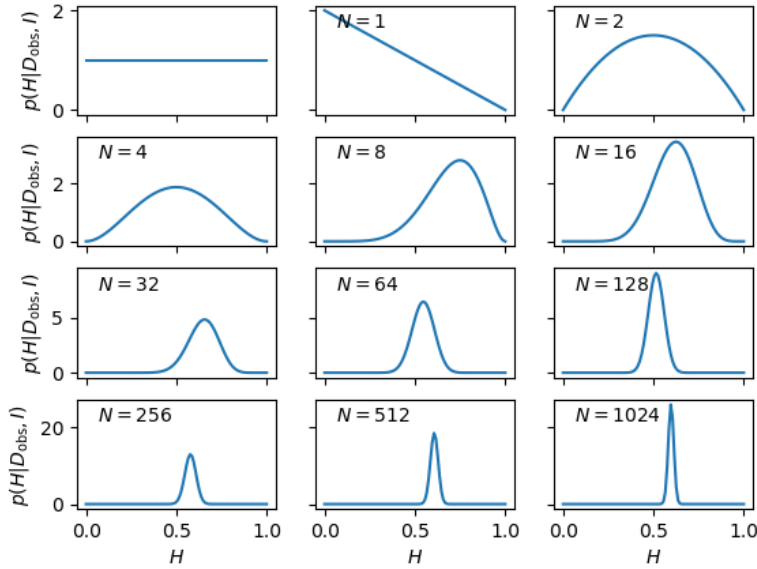 p(H|D_obs, I)
2
0
N = 1
N = 2
p(H|D_obs, I)
2
0
N = 4
N = 8
N = 16
p(H|D_obs, I)
5
0
N = 32
N = 64
N = 128
p(H|D_obs, I)
20
0
N = 256
N = 512
N = 1024
0.0 0.5 1.0
0.0 0.5 1.0
0.0 0.5 1.0
H
H
H